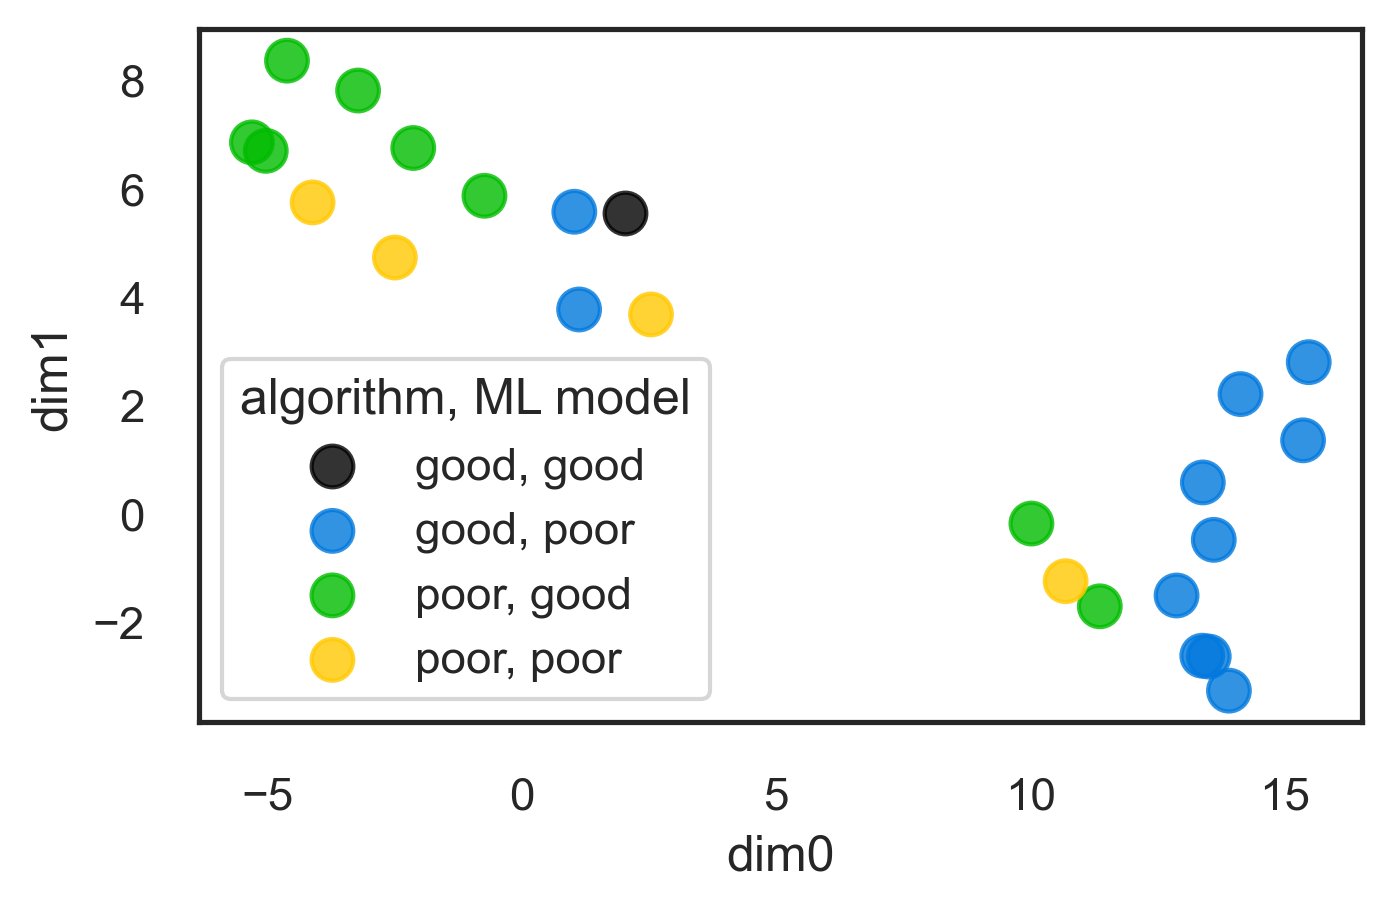 8
6
4
2
0
−2
dim1
algorithm, ML model
good, good
good, poor
poor, good
poor, poor
−5 0 5 10 15
dim0